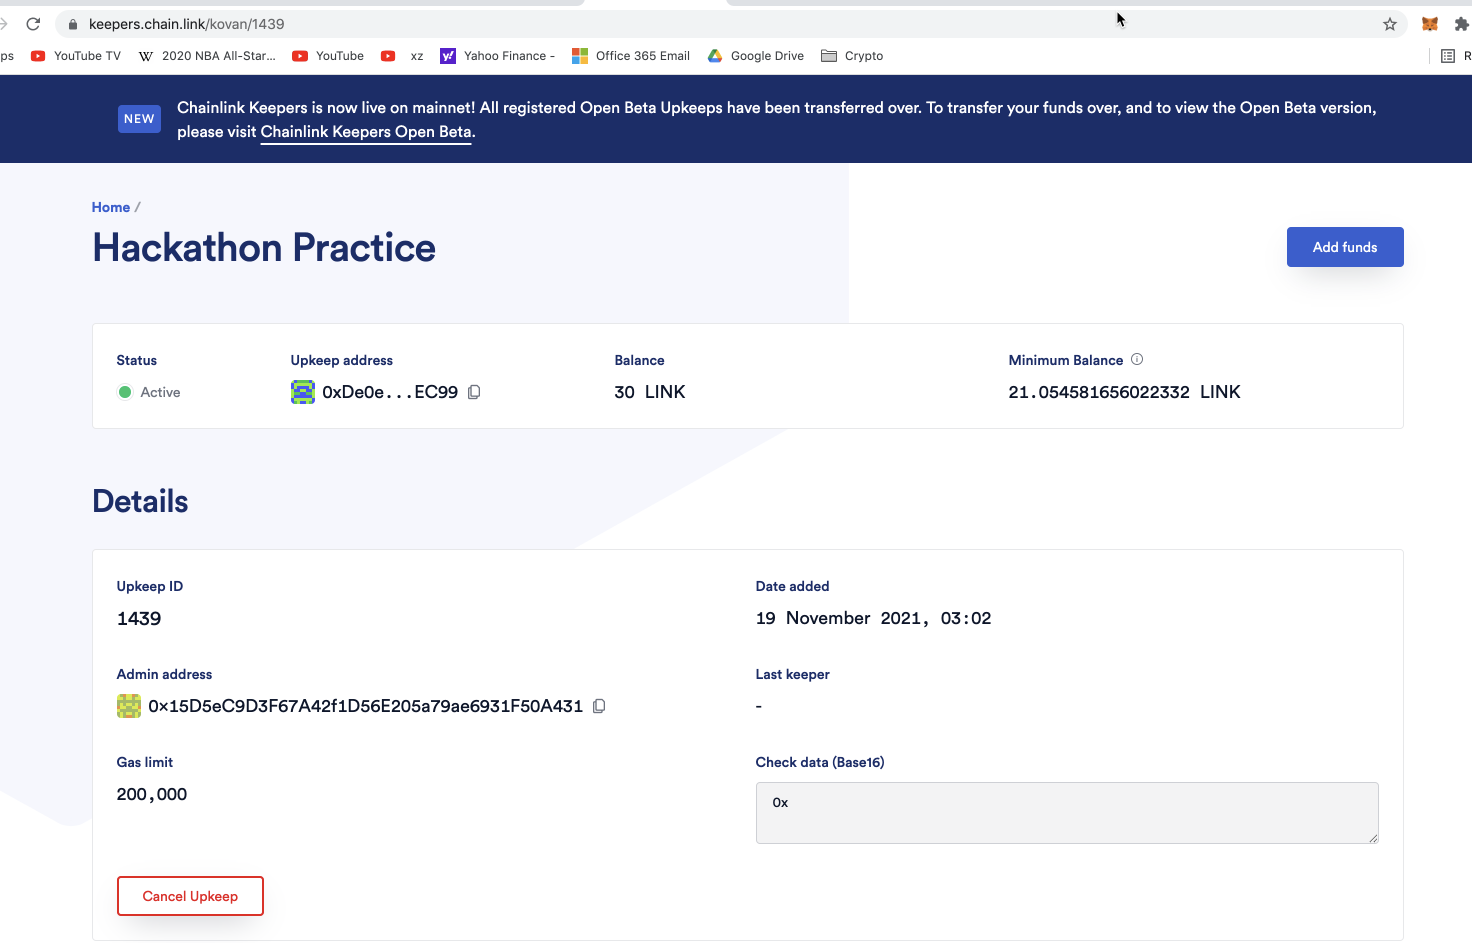 keepers.chain.link/kovan/1439
ps YouTube TV W 2020 NBA All-Star... YouTube xz y! Yahoo Finance - Office 365 Email Google Drive Crypto R
NEW
Chainlink Keepers is now live on mainnet! All registered Open Beta Upkeeps have been transferred over. To transfer your funds over, and to view the Open Beta version,
please visit Chainlink Keepers Open Beta.
Home /
Hackathon Practice
Add funds
Status Upkeep address Balance Minimum Balance
Active 0xDe0e...EC99 30 LINK 21.054581656022332 LINK
Details
Upkeep ID Date added
1439 19 November 2021, 03:02
Admin address Last keeper
0x15D5eC9D3F67A42f1D56E205a79ae6931F50A431 -
Gas limit Check data (Base16)
200,000 0x
Cancel Upkeep